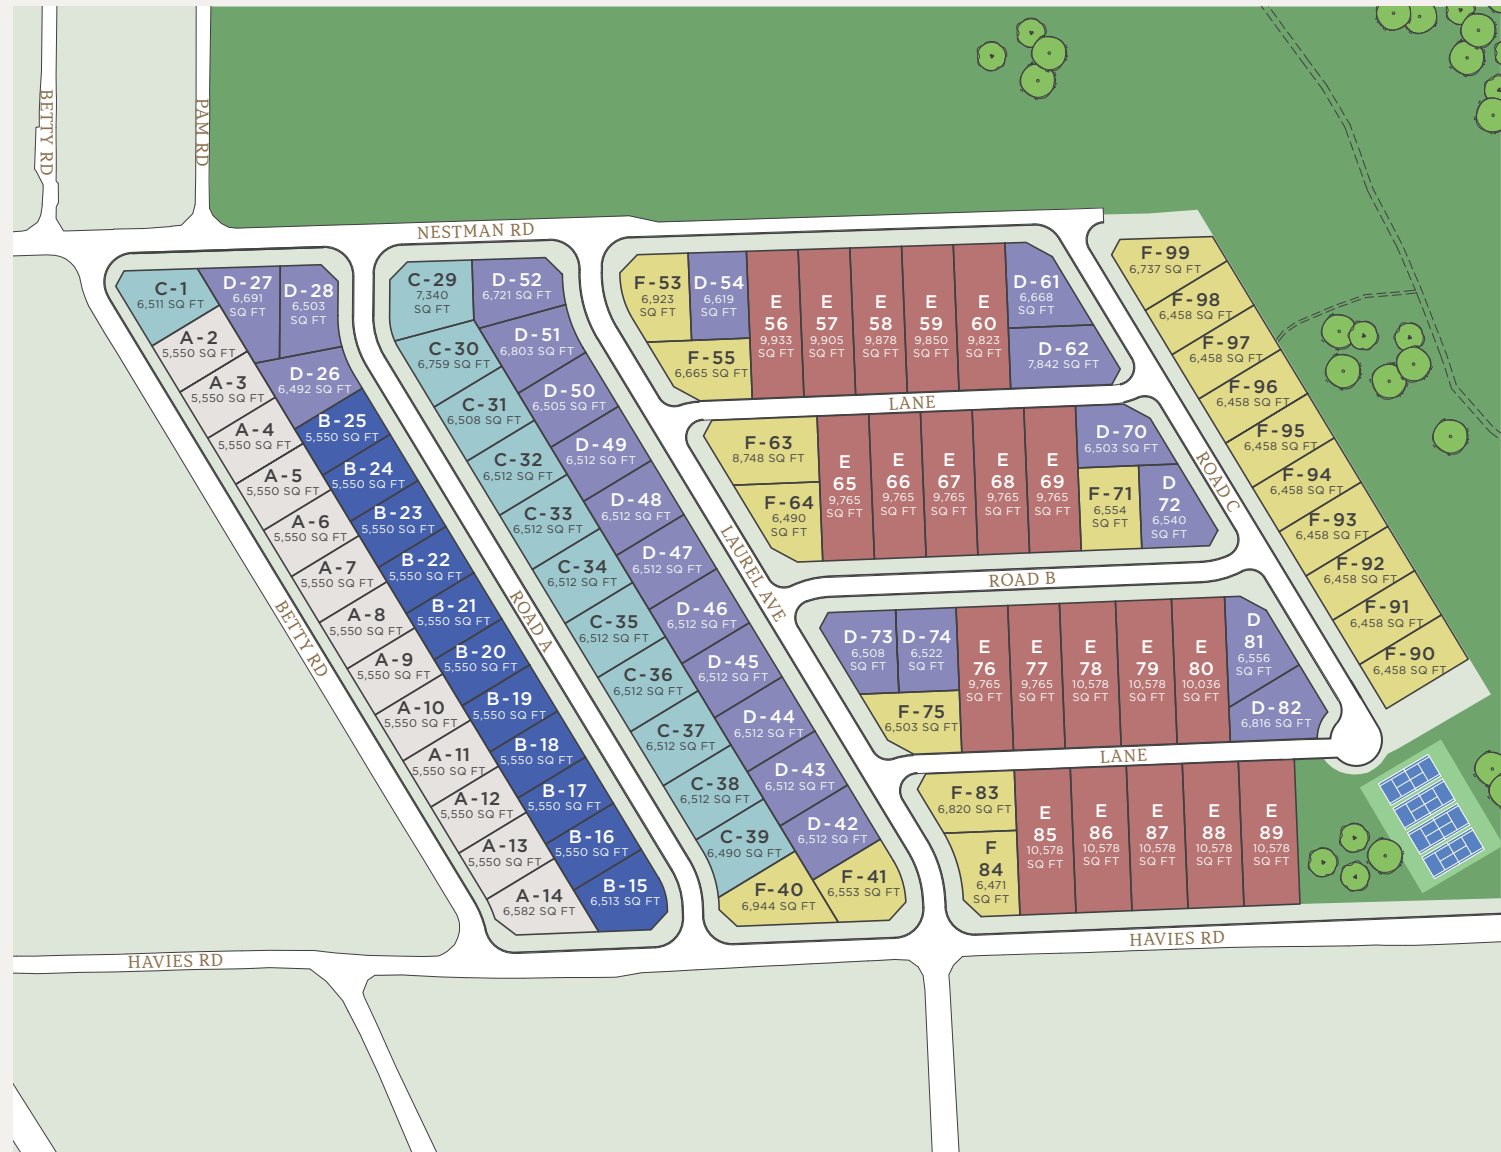 BETTY RD
PAM RD
NESTMAN RD
C-1
6,511 SQ FT
D-27
6,691
SQ FT
D-28
6,503
SQ FT
A-2
5,550 SQ FT
A-3
5,550 SQ FT
A-4
5,550 SQ FT
A-5
5,550 SQ FT
A-6
5,550 SQ FT
A-7
5,550 SQ FT
A-8
5,550 SQ FT
A-9
5,550 SQ FT
A-10
5,550 SQ FT
A-11
5,550 SQ FT
A-12
5,550 SQ FT
A-13
5,550 SQ FT
A-14
6,582 SQ FT
D-26
6,492 SQ FT
B-25
5,550 SQ FT
B-24
5,550 SQ FT
B-23
5,550 SQ FT
B-22
5,550 SQ FT
B-21
5,550 SQ FT
B-20
5,550 SQ FT
B-19
5,550 SQ FT
B-18
5,550 SQ FT
B-17
5,550 SQ FT
B-16
5,550 SQ FT
B-15
6,513 SQ FT
BETTY RD
ROAD A
C-29
7,340
SQ FT
C-30
6,759 SQ FT
C-31
6,508 SQ FT
C-32
6,512 SQ FT
C-33
6,512 SQ FT
C-34
6,512 SQ FT
C-35
6,512 SQ FT
C-36
6,512 SQ FT
C-37
6,512 SQ FT
C-38
6,512 SQ FT
C-39
6,490 SQ FT
F-40
6,944 SQ FT
D-52
6,721 SQ FT
D-51
6,803 SQ FT
D-50
6,505 SQ FT
D-49
6,512 SQ FT
D-48
6,512 SQ FT
D-47
6,512 SQ FT
D-46
6,512 SQ FT
D-45
6,512 SQ FT
D-44
6,512 SQ FT
D-43
6,512 SQ FT
D-42
6,512 SQ FT
F-41
6,553 SQ FT
LAUREL AVE
F-53
6,923
SQ FT
D-54
6,619
SQ FT
F-55
6,665 SQ FT
E
56
9,933
SQ FT
E
57
9,905
SQ FT
E
58
9,878
SQ FT
E
59
9,850
SQ FT
E
60
9,823
SQ FT
D-61
6,668
SQ FT
D-62
7,842 SQ FT
LANE
F-63
8,748 SQ FT
F-64
6,490
SQ FT
E
65
9,765
SQ FT
E
66
9,765
SQ FT
E
67
9,765
SQ FT
E
68
9,765
SQ FT
E
69
9,765
SQ FT
D-70
6,503 SQ FT
F-71
6,554
SQ FT
D
72
6,540
SQ FT
ROAD B
D-73
6,508
SQ FT
D-74
6,522
SQ FT
F-75
6,503 SQ FT
E
76
9,765
SQ FT
E
77
9,765
SQ FT
E
78
10,578
SQ FT
E
79
10,578
SQ FT
E
80
10,036
SQ FT
D
81
6,556
SQ FT
D-82
6,816 SQ FT
LANE
F-83
6,820 SQ FT
F
84
6,471
SQ FT
E
85
10,578
SQ FT
E
86
10,578
SQ FT
E
87
10,578
SQ FT
E
88
10,578
SQ FT
E
89
10,578
SQ FT
ROAD C
F-99
6,737 SQ FT
F-98
6,458 SQ FT
F-97
6,458 SQ FT
F-96
6,458 SQ FT
F-95
6,458 SQ FT
F-94
6,458 SQ FT
F-93
6,458 SQ FT
F-92
6,458 SQ FT
F-91
6,458 SQ FT
F-90
6,458 SQ FT
HAVIES RD
HAVIES RD